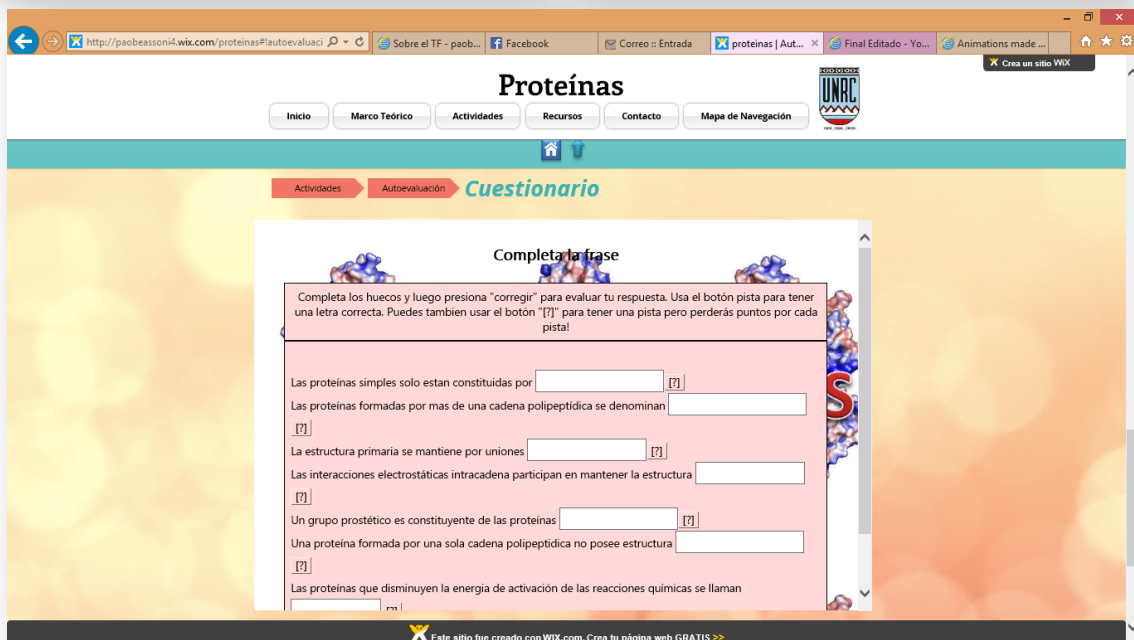 http://paobeassoni4.wix.com/proteinas#!autoevaluaci
Sobre el TF - paob...
Facebook
Correo :: Entrada
proteinas | Aut...
Final Editado - Yo...
Animations made ...
Crea un sitio WiX
Proteínas
UNRC
Inicio
Marco Teórico
Actividades
Recursos
Contacto
Mapa de Navegación
Actividades
Autoevaluación
Cuestionario
Completa la frase
Completa los huecos y luego presiona "corregir" para evaluar tu respuesta. Usa el botón pista para tener
una letra correcta. Puedes tambien usar el botón "[?]" para tener una pista pero perderás puntos por cada
pista!
Las proteínas simples solo estan constituidas por [?]
Las proteínas formadas por mas de una cadena polipeptídica se denominan
[?]
La estructura primaria se mantiene por uniones [?]
Las interacciones electrostáticas intracadena participan en mantener la estructura
[?]
Un grupo prostético es constituyente de las proteínas [?]
Una proteína formada por una sola cadena polipeptidica no posee estructura
[?]
Las proteínas que disminuyen la energia de activación de las reacciones químicas se llaman
[?]
S
Este sitio fue creado con WIX.com. Crea tu página web GRATIS >>